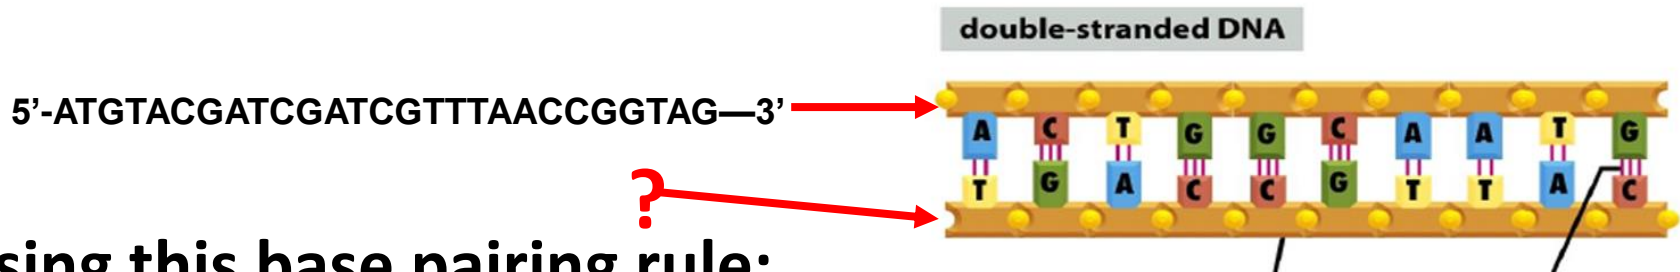 double-stranded DNA
5’-ATGTACGATCGATCGTTTAACCGGTAG—3’
A C T G G C A A T G
T G A C C G T T A C
?
sing this base pairing rule: